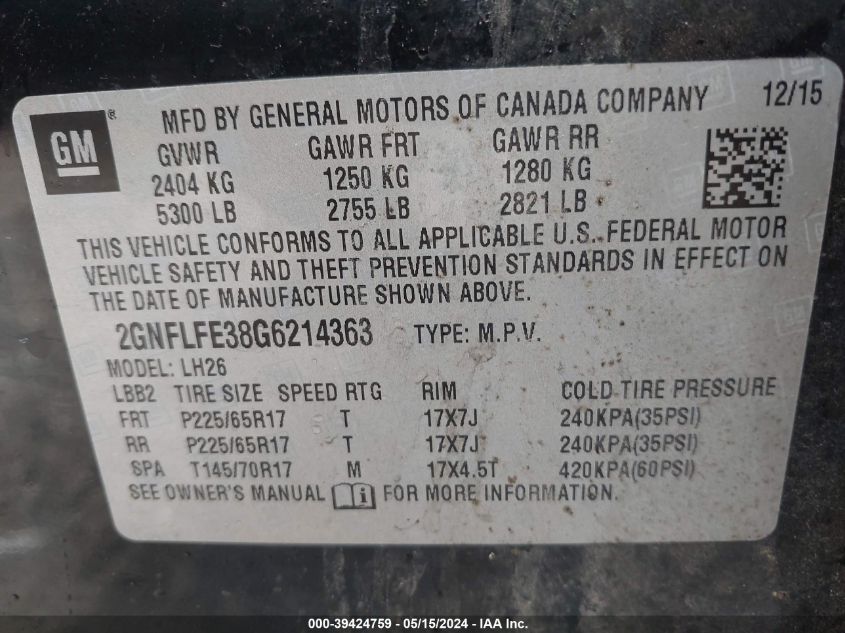 GM ®
MFD BY GENERAL MOTORS OF CANADA COMPANY 12/15
GVWR GAWR FRT GAWR RR
2404 KG 1250 KG 1280 KG
5300 LB 2755 LB 2821 LB
THIS VEHICLE CONFORMS TO ALL APPLICABLE U.S. FEDERAL MOTOR
VEHICLE SAFETY AND THEFT PREVENTION STANDARDS IN EFFECT ON
THE DATE OF MANUFACTURE SHOWN ABOVE.
2GNFLFE38G6214363 TYPE: M.P.V.
MODEL: LH26
LBB2 TIRE SIZE SPEED RTG RIM COLD TIRE PRESSURE
FRT P225/65R17 T 17X7J 240KPA(35PSI)
RR P225/65R17 T 17X7J 240KPA(35PSI)
SPA T145/70R17 M 17X4.5T 420KPA(60PSI)
SEE OWNER'S MANUAL i FOR MORE INFORMATION.
000-39424759 - 05/15/2024 - IAAI Inc.